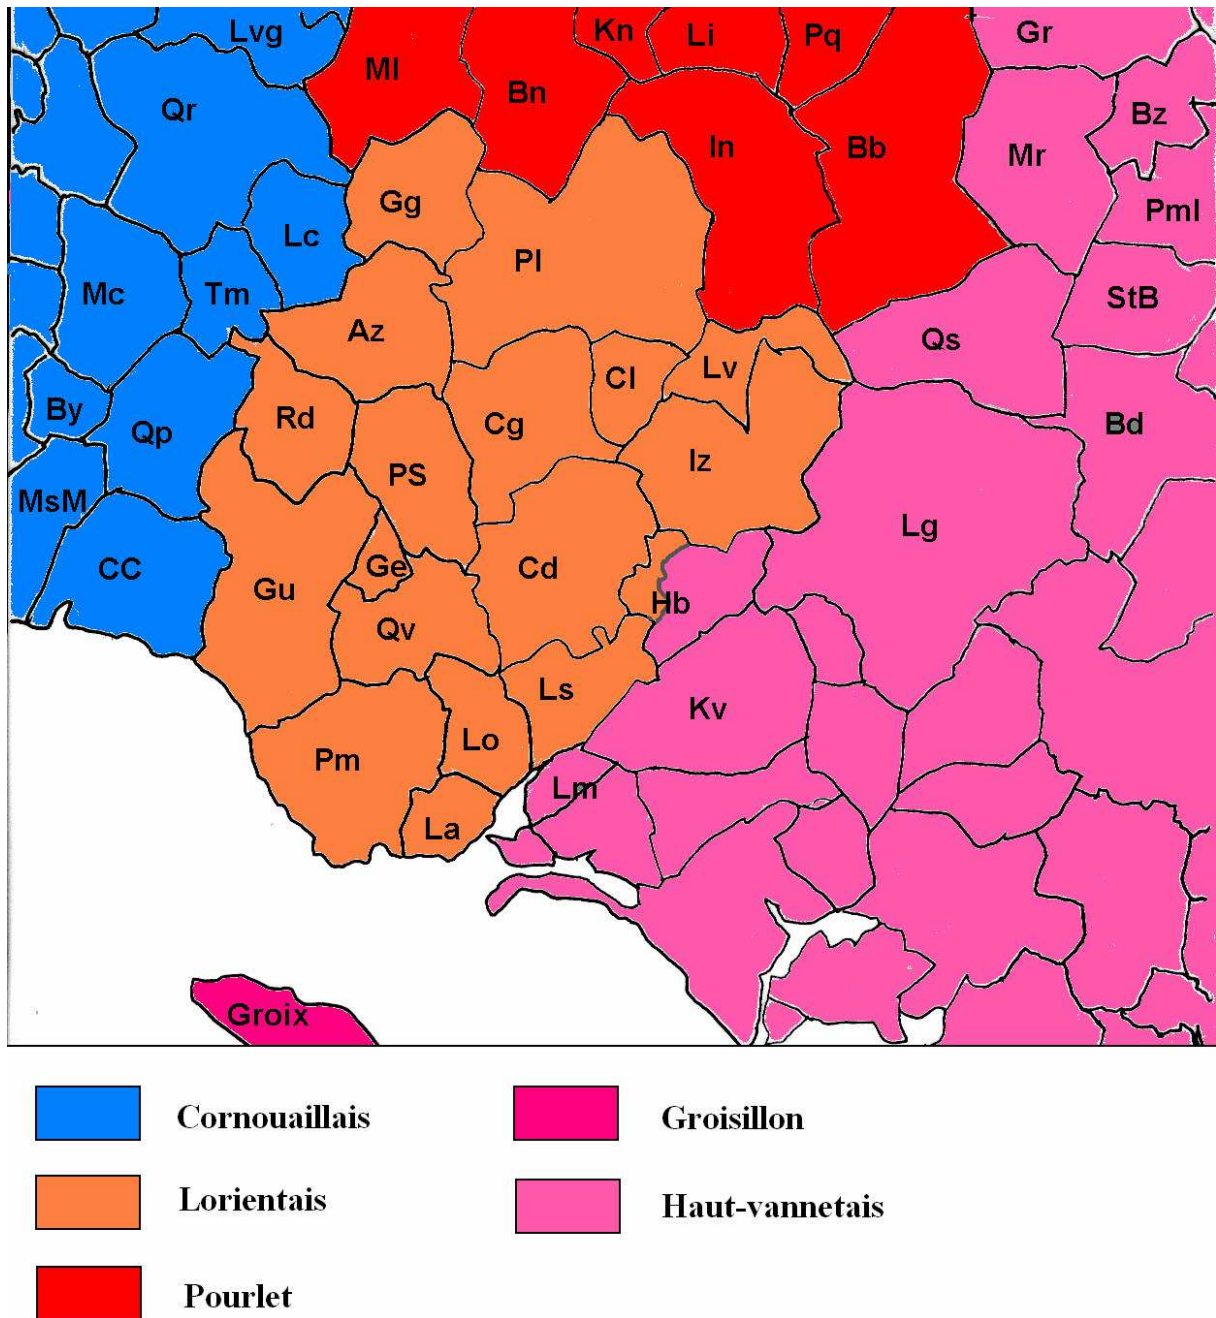 Lvg
Kn
Li
Pq
Gr
Ml
Bn
Qr
Bz
In
Bb
Mr
Gg
Pml
Lc
Pl
Mc
Tm
StB
Az
Qs
Lv
Cl
By
Qp
Rd
Cg
Bd
Iz
PS
MsM
Lg
CC
Ge
Cd
Gu
Hb
Qv
Ls
Kv
Lo
Pm
Lm
La
Groix
Cornouaillais
Groisillon
Lorientais
Haut-vannetais
Pourlet